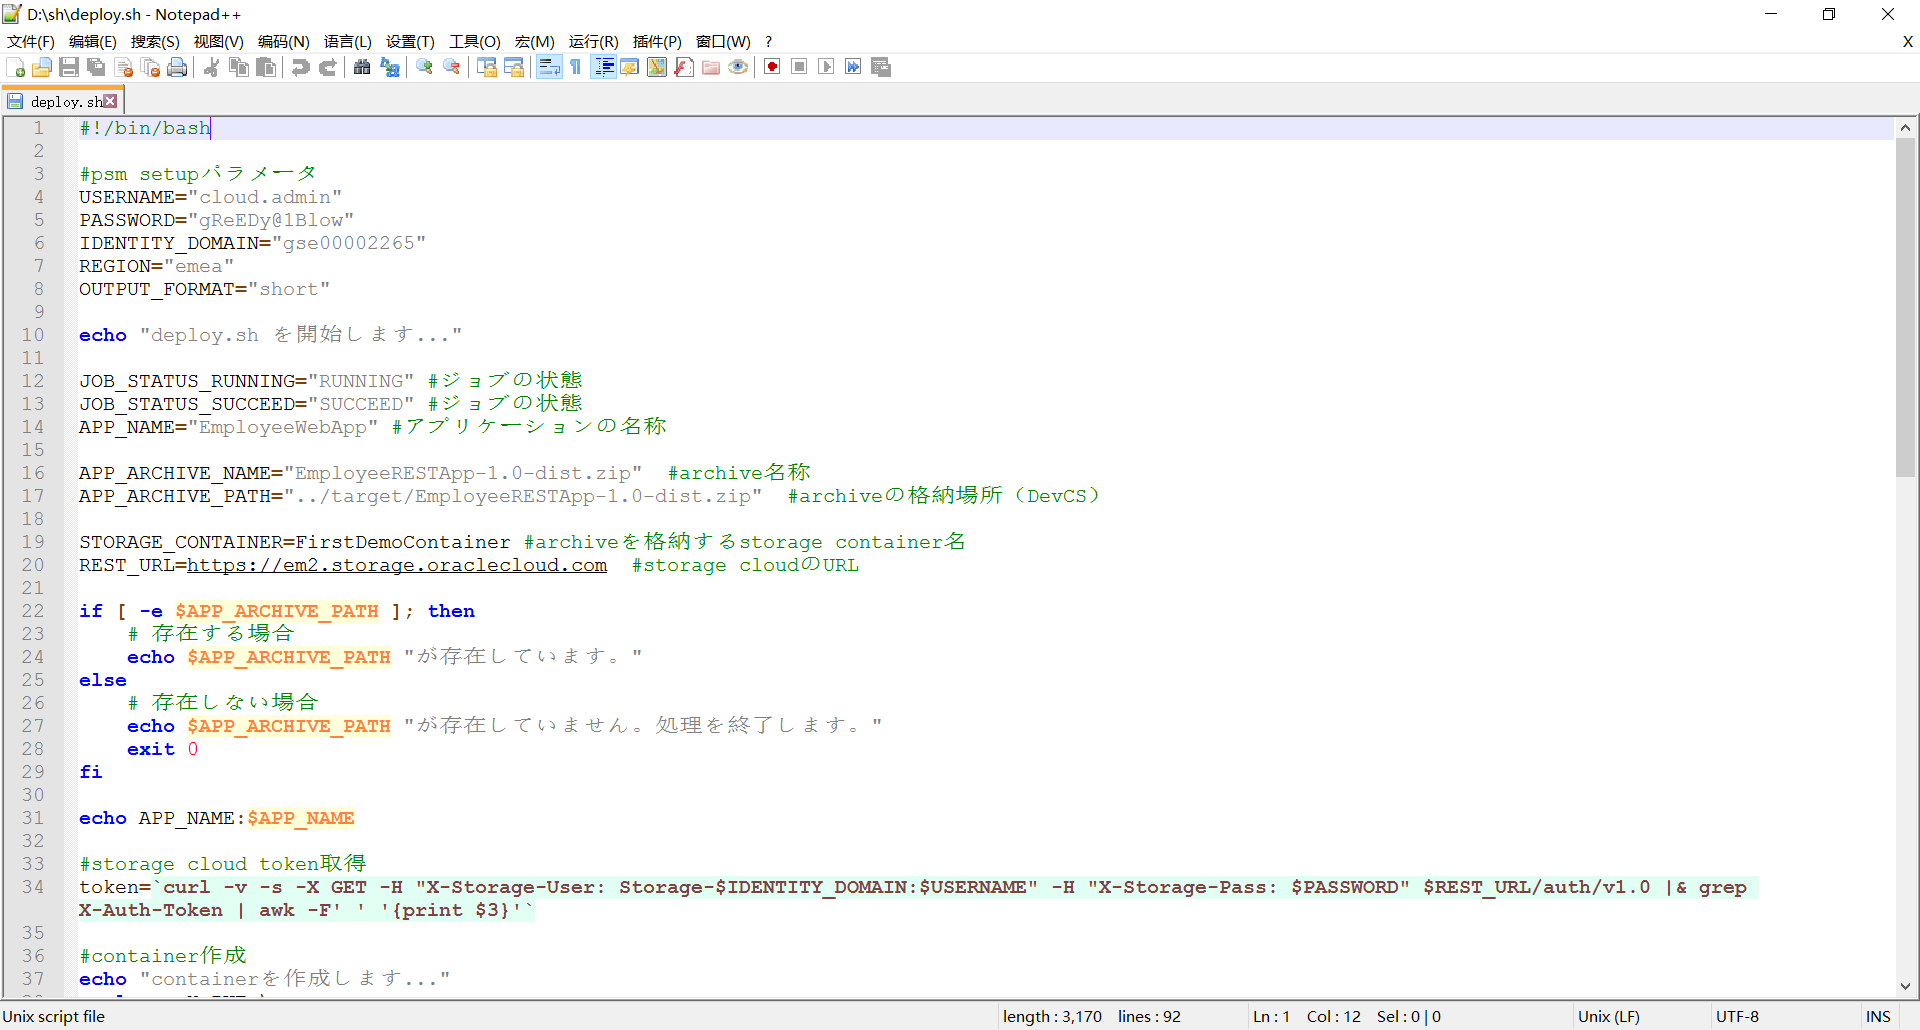 D:\sh\deploy.sh - Notepad++
文件(F) 编辑(E) 搜索(S) 视图(V) 编码(N) 语言(L) 设置(T) 工具(O) 宏(M) 运行(R) 插件(P) 窗口(W) ? X
deploy.sh
1 #!/bin/bash
2
3 #psm setupパラメータ
4 USERNAME="cloud.admin"
5 PASSWORD="gReEDy@1Blow"
6 IDENTITY_DOMAIN="gse00002265"
7 REGION="emea"
8 OUTPUT_FORMAT="short"
9
10 echo "deploy.sh を開始します..."
11
12 JOB_STATUS_RUNNING="RUNNING" #ジョブの状態
13 JOB_STATUS_SUCCEED="SUCCEED" #ジョブの状態
14 APP_NAME="EmployeeWebApp" #アプリケーションの名称
15
16 APP_ARCHIVE_NAME="EmployeeRESTApp-1.0-dist.zip"  #archive名称
17 APP_ARCHIVE_PATH="../target/EmployeeRESTApp-1.0-dist.zip"  #archiveの格納場所（DevCS）
18
19 STORAGE_CONTAINER=FirstDemoContainer #archiveを格納するstorage container名
20 REST_URL=https://em2.storage.oraclecloud.com  #storage cloudのURL
21
22 if [ -e $APP_ARCHIVE_PATH ]; then
23     # 存在する場合
24     echo $APP_ARCHIVE_PATH "が存在しています。"
25 else
26     # 存在しない場合
27     echo $APP_ARCHIVE_PATH "が存在していません。処理を終了します。"
28     exit 0
29 fi
30
31 echo APP_NAME:$APP_NAME
32
33 #storage cloud token取得
34 token=`curl -v -s -X GET -H "X-Storage-User: Storage-$IDENTITY_DOMAIN:$USERNAME" -H "X-Storage-Pass: $PASSWORD" $REST_URL/auth/v1.0 |& grep
X-Auth-Token | awk -F' ' '{print $3}'`
35
36 #container作成
37 echo "containerを作成します..."
Unix script file length : 3,170 lines : 92 Ln : 1 Col : 12 Sel : 0 | 0 Unix (LF) UTF-8 INS